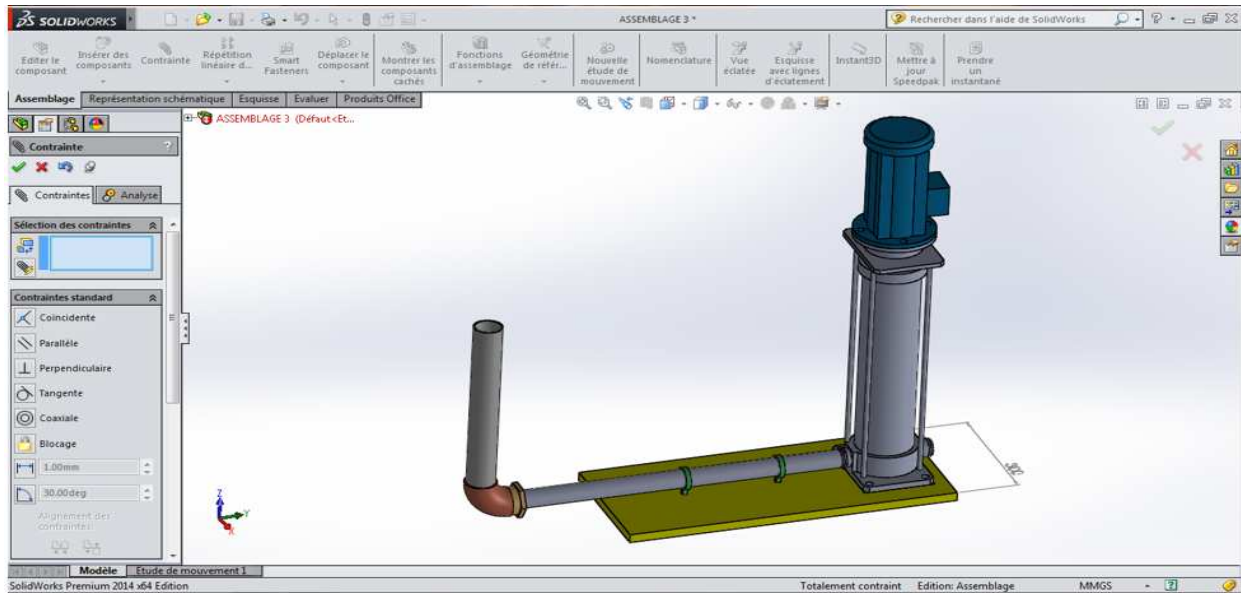 SOLIDWORKS
ASSEMBLAGE 3 *
Rechercher dans l'aide de SolidWorks
Editer le composant
Insérer des composants
Contrainte
Répétition linéaire d...
Smart Fasteners
Déplacer le composant
Montrer les composants cachés
Fonctions d'assemblage
Géométrie de référ...
Nouvelle étude de mouvement
Nomenclature
Vue éclatée
Esquisse avec lignes d'éclatement
Instant3D
Mettre à jour Speedpak
Prendre un instantané
Assemblage
Représentation schématique
Esquisse
Evaluer
Produits Office
ASSEMBLAGE 3 (Défaut<Et...
Contrainte
?
Contraintes
Analyse
Sélection des contraintes
Contraintes standard
Coïncidente
Parallèle
Perpendiculaire
Tangente
Coaxiale
Blocage
1.00mm
30.00deg
Alignement des contraintes:
Z
Y
X
Modèle
Etude de mouvement 1
SolidWorks Premium 2014 x64 Edition
Totalement contraint
Edition: Assemblage
MMGS